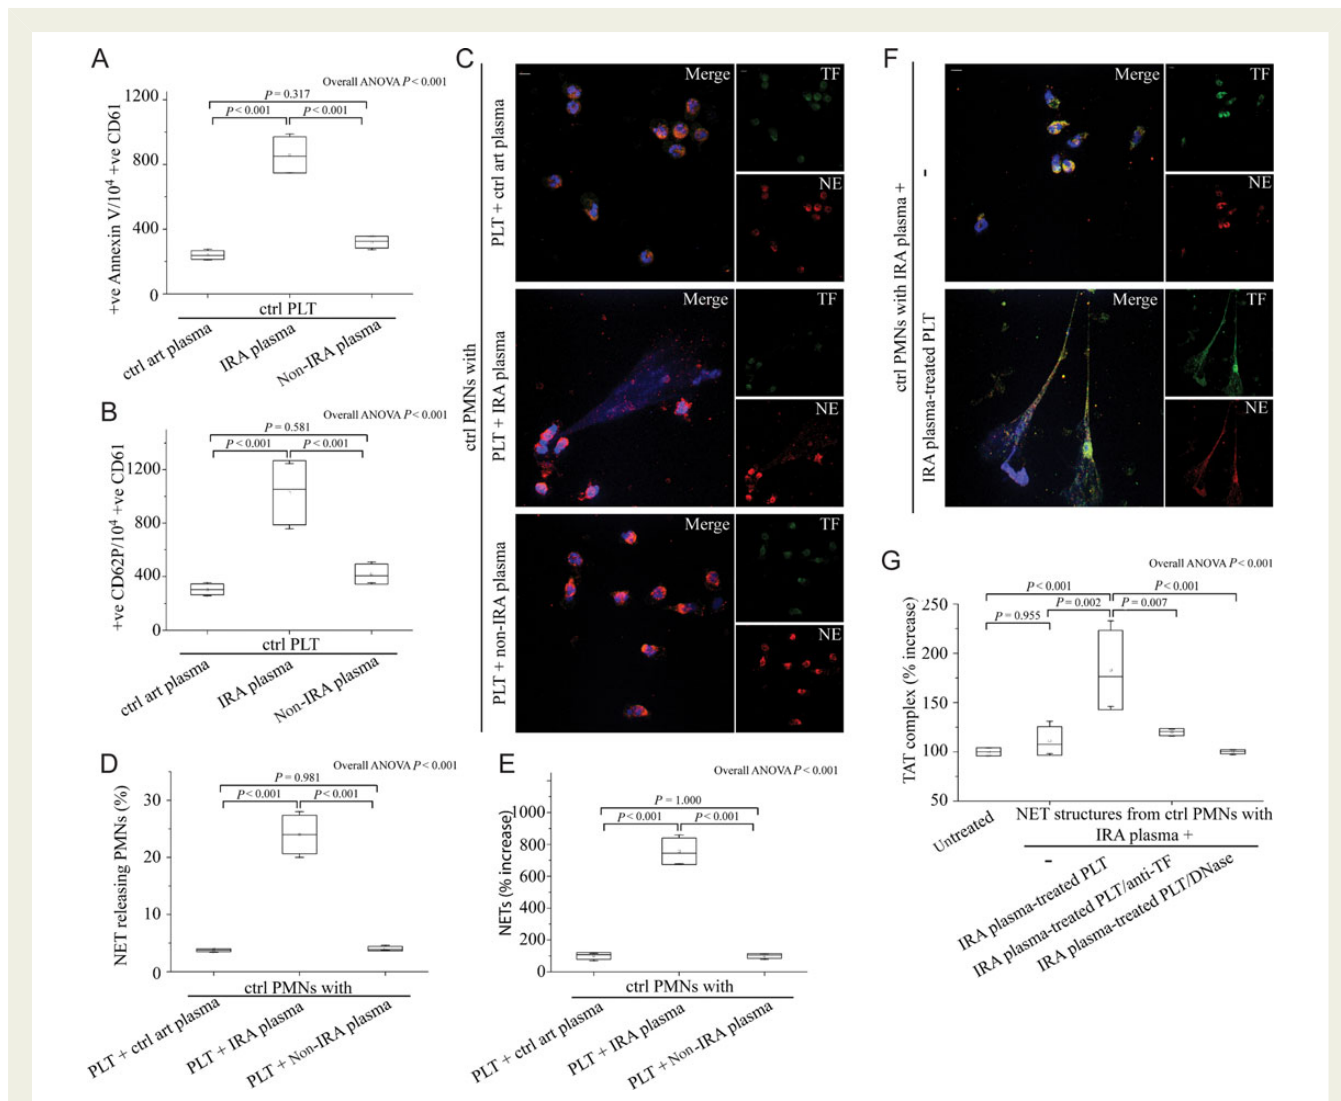 A
Overall ANOVA P < 0.001
P = 0.317
P < 0.001
P < 0.001
+ve Annexin V/10⁴ +ve CD61
1200
800
400
0
ctrl PLT
ctrl art plasma
IRA plasma
Non-IRA plasma
B
Overall ANOVA P < 0.001
P = 0.581
P < 0.001
P < 0.001
+ve CD62P/10⁴ +ve CD61
1200
800
400
0
ctrl PLT
ctrl art plasma
IRA plasma
Non-IRA plasma
C
ctrl PMNs with
PLT + ctrl art plasma
Merge
TF
NE
PLT + IRA plasma
Merge
TF
NE
PLT + non-IRA plasma
Merge
TF
NE
D
Overall ANOVA P < 0.001
P = 0.981
P < 0.001
P < 0.001
NET releasing PMNs (%)
30
20
10
0
ctrl PMNs with
PLT + ctrl art plasma
PLT + IRA plasma
PLT + Non-IRA plasma
E
Overall ANOVA P < 0.001
P = 1.000
P < 0.001
P < 0.001
NETs (% increase)
1000
800
600
400
200
0
ctrl PMNs with
PLT + ctrl art plasma
PLT + IRA plasma
PLT + Non-IRA plasma
F
ctrl PMNs with IRA plasma +
-
Merge
TF
NE
IRA plasma-treated PLT
Merge
TF
NE
G
Overall ANOVA P < 0.001
P < 0.001
P < 0.001
P = 0.955
P = 0.002
P = 0.007
TAT complex (% increase)
250
200
150
100
50
Untreated
NET structures from ctrl PMNs with
IRA plasma +
-
IRA plasma-treated PLT
IRA plasma-treated PLT/anti-TF
IRA plasma-treated PLT/DNase